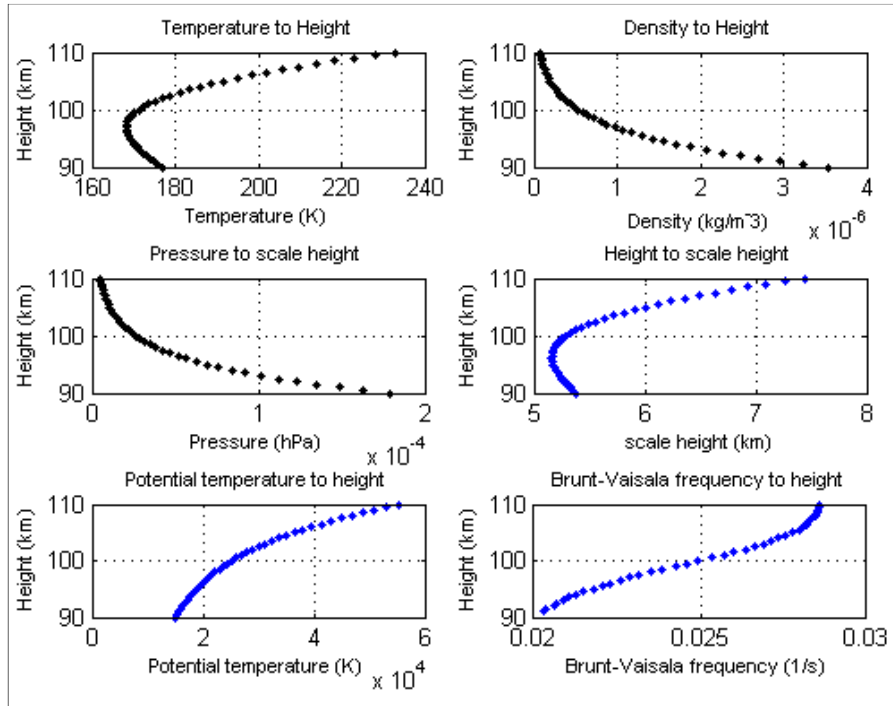 Temperature to Height
110
100
90
Height (km)
160 180 200 220 240
Temperature (K)
Density to Height
110
100
90
Height (km)
0 1 2 3 4
Density (kg/m^3)
x 10^-6
Pressure to scale height
110
100
90
Height (km)
0 1 2
Pressure (hPa)
x 10^-4
Height to scale height
110
100
90
Height (km)
5 6 7 8
scale height (km)
Potential temperature to height
110
100
90
Height (km)
0 2 4 6
Potential temperature (K)
x 10^4
Brunt-Vaisala frequency to height
110
100
90
Height (km)
0.02 0.025 0.03
Brunt-Vaisala frequency (1/s)